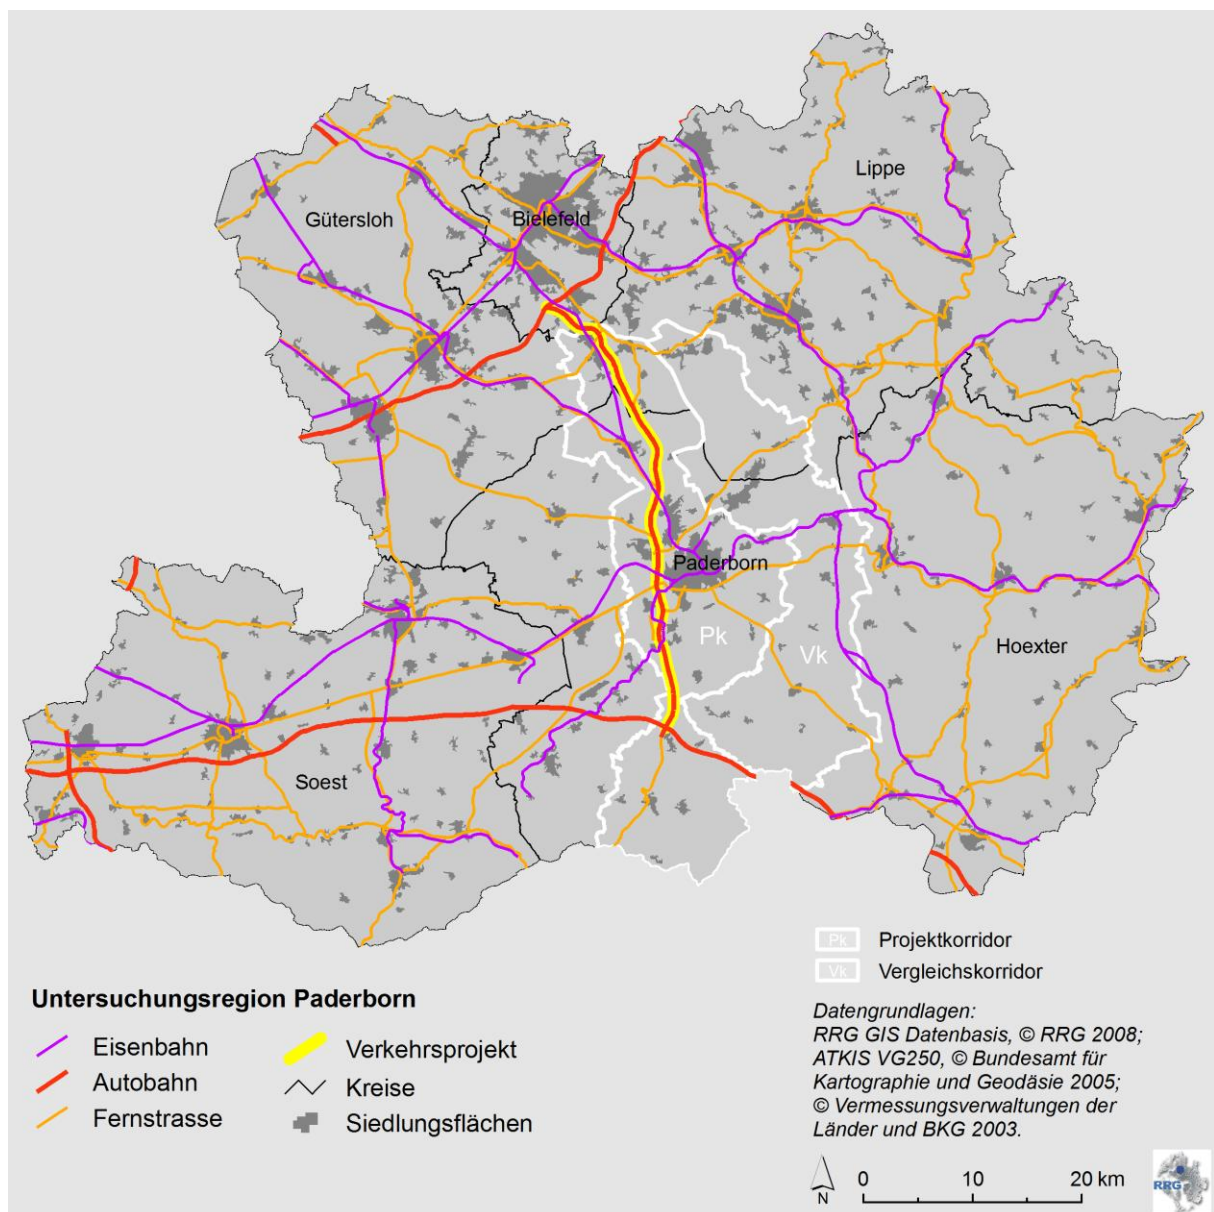 Lippe
Gütersloh
Bielefeld
Paderborn
Pk
Vk
Hoexter
Soest
Pk Projektkorridor
Vk Vergleichskorridor
Untersuchungsregion Paderborn
Eisenbahn
Autobahn
Fernstrasse
Verkehrsprojekt
Kreise
Siedlungsflächen
Datengrundlagen:
RRG GIS Datenbasis, © RRG 2008;
ATKIS VG250, © Bundesamt für
Kartographie und Geodäsie 2005;
© Vermessungsverwaltungen der
Länder und BKG 2003.
N
0 10 20 km
RRG